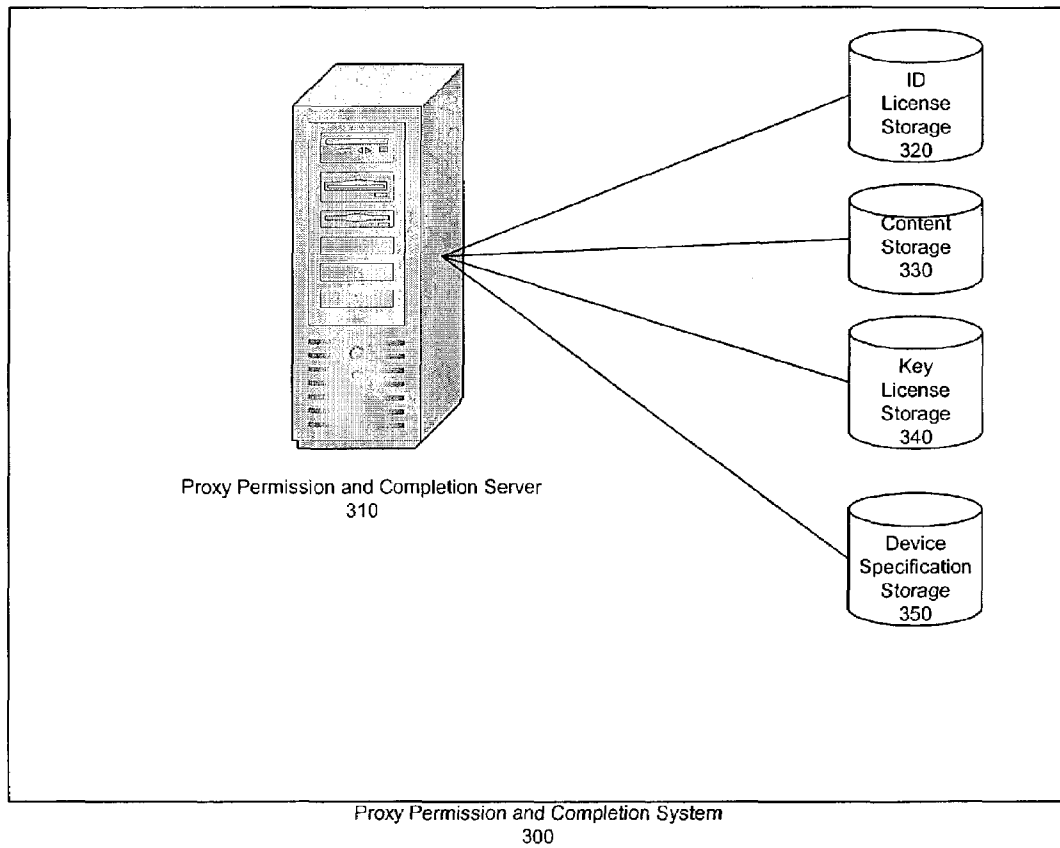 ID
License
Storage
320
Content
Storage
330
Key
License
Storage
340
Proxy Permission and Completion Server
310
Device
Specification
Storage
350
Proxy Permission and Completion System
300